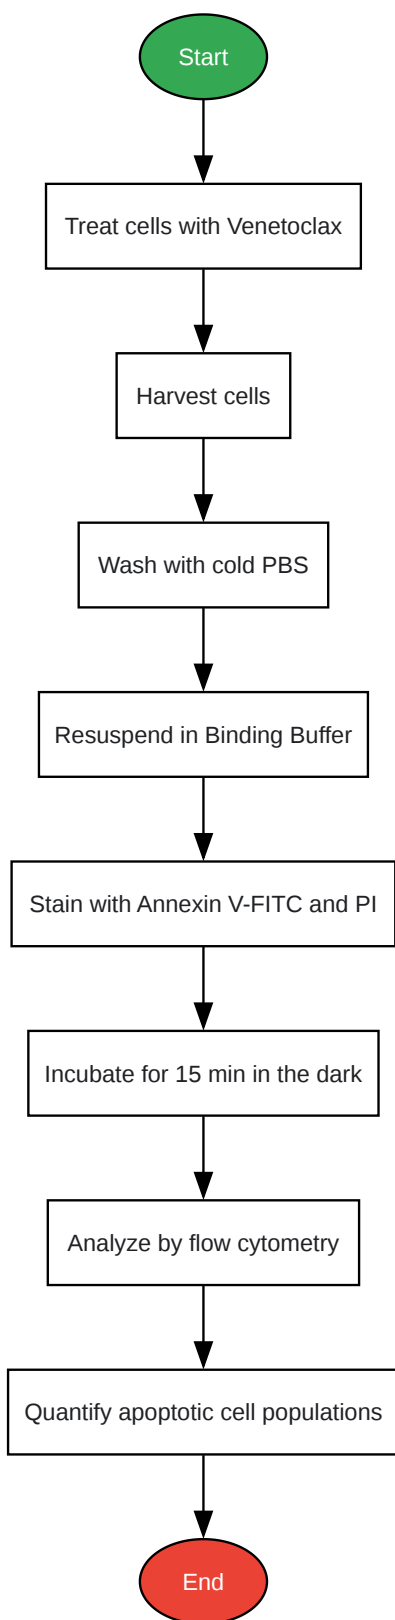 Start
Treat cells with Venetoclax
Harvest cells
Wash with cold PBS
Resuspend in Binding Buffer
Stain with Annexin V-FITC and PI
Incubate for 15 min in the dark
Analyze by flow cytometry
Quantify apoptotic cell populations
End